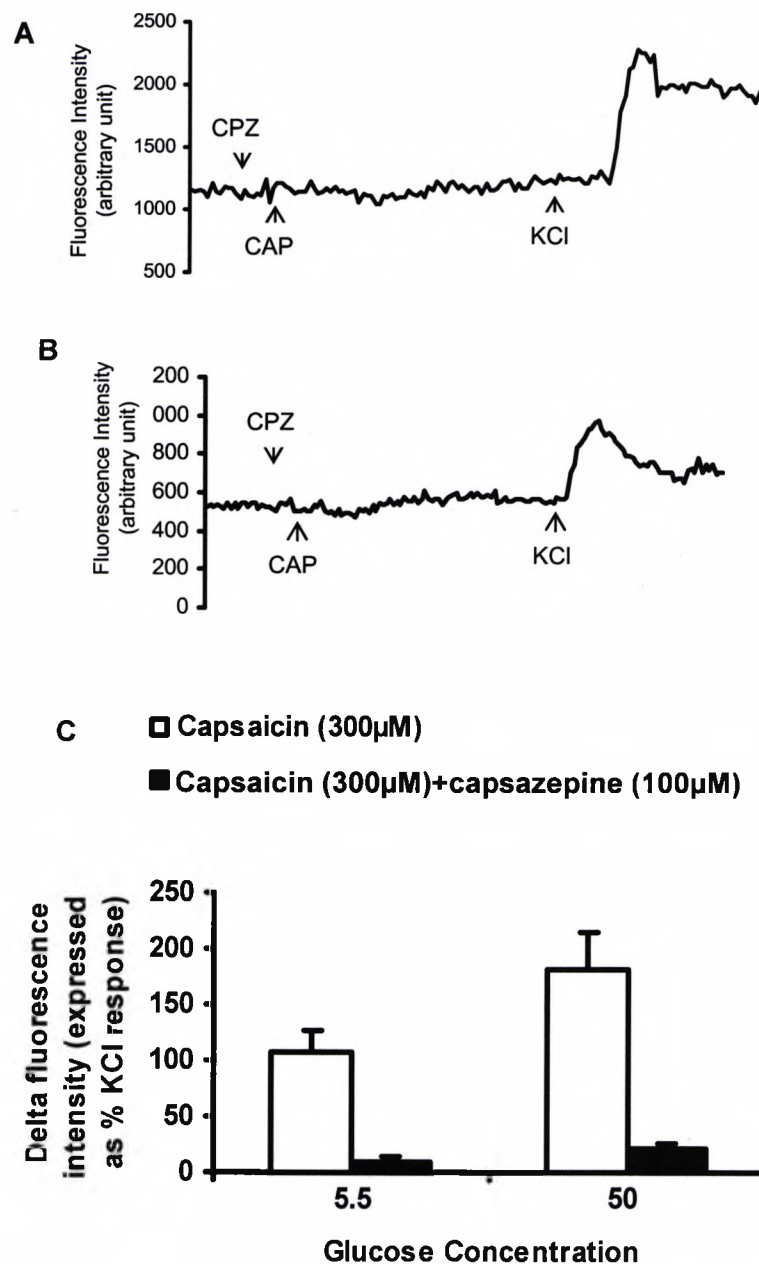 A
Fluorescence Intensity
(arbitrary unit)
2500
2000
1500
1000
500
CPZ
CAP
KCl
B
Fluorescence Intensity
(arbitrary unit)
200
000
800
600
400
200
0
CPZ
CAP
KCl
C
Capsaicin (300µM)
Capsaicin (300µM)+capsazepine (100µM)
Delta fluorescence
intensity (expressed
as % KCl response)
250
200
150
100
50
0
5.5
50
Glucose Concentration